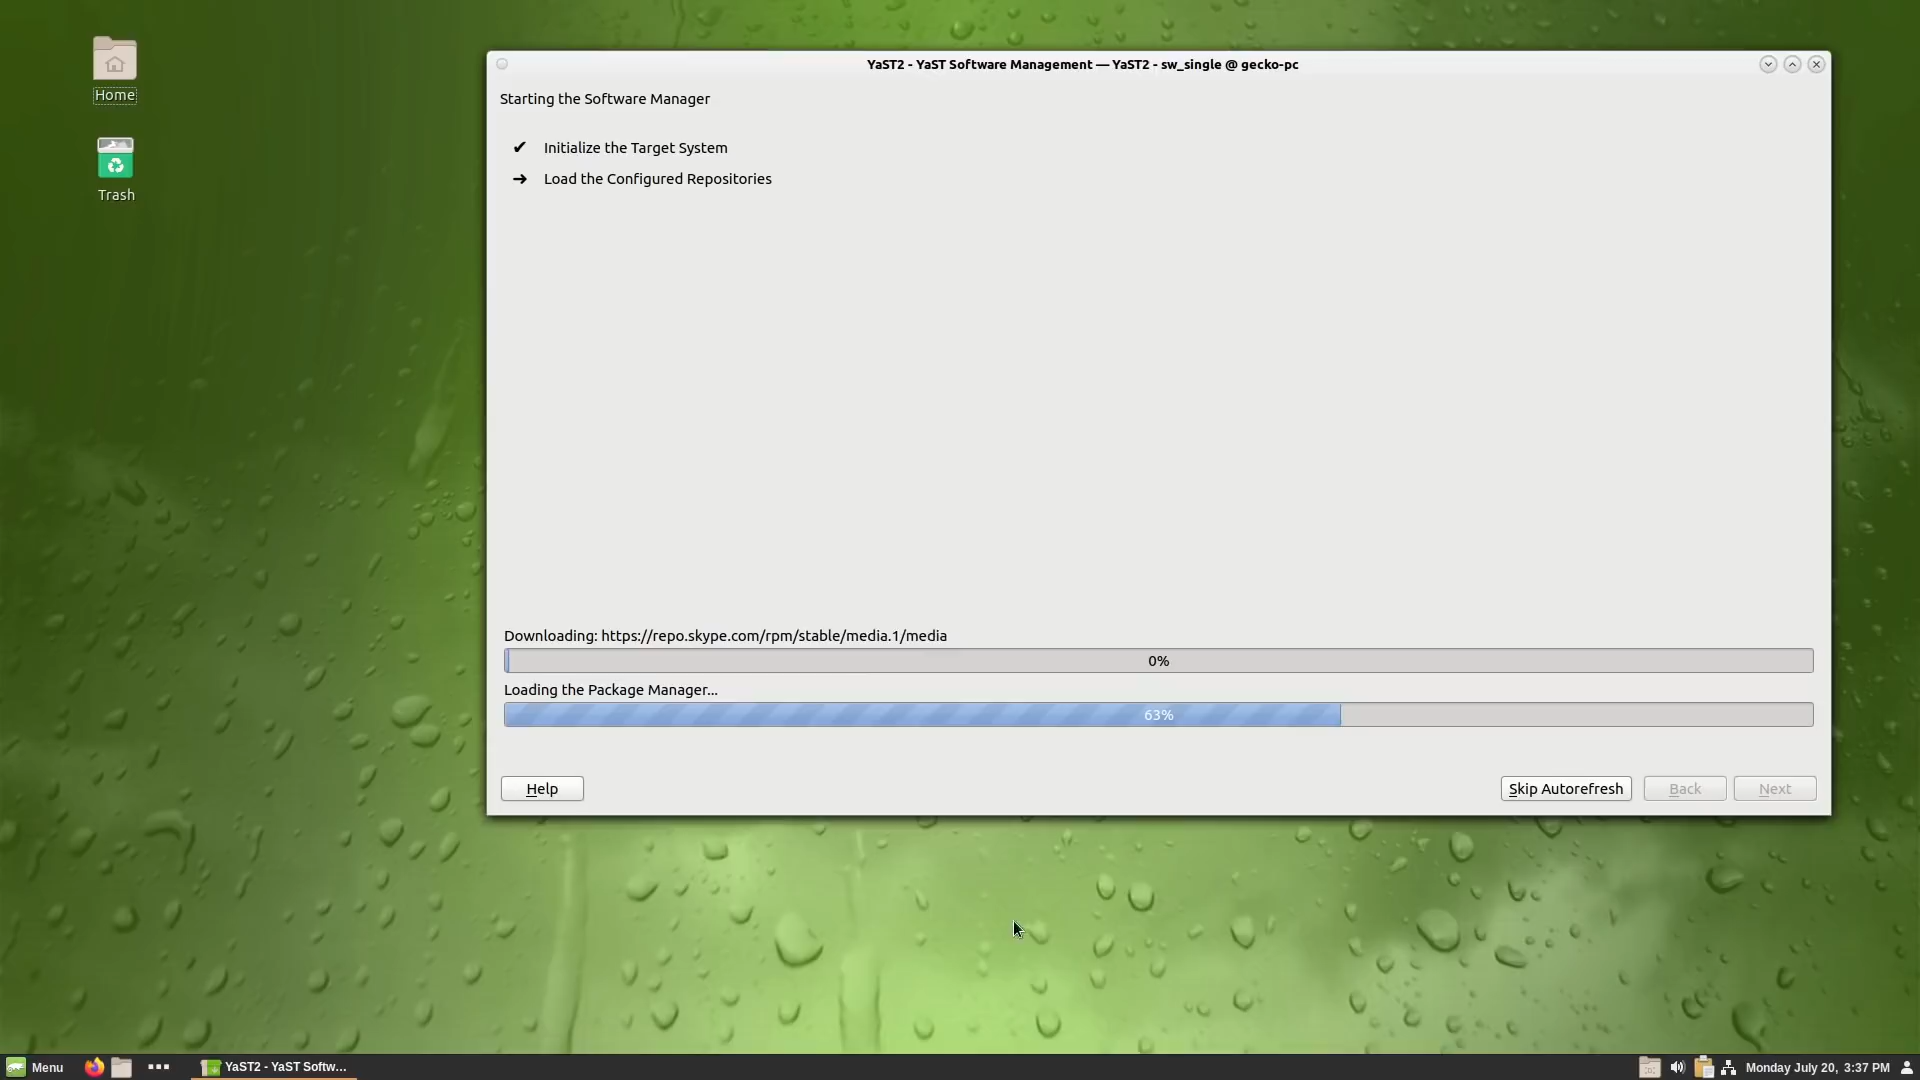 Home
Trash
YaST2 - YaST Software Management — YaST2 - sw_single @ gecko-pc
Starting the Software Manager
✔ Initialize the Target System
➜ Load the Configured Repositories
Downloading: https://repo.skype.com/rpm/stable/media.1/media
0%
Loading the Package Manager...
63%
Help
Skip Autorefresh
Back
Next
Menu
YaST2 - YaST Softw...
Monday July 20, 3:37 PM